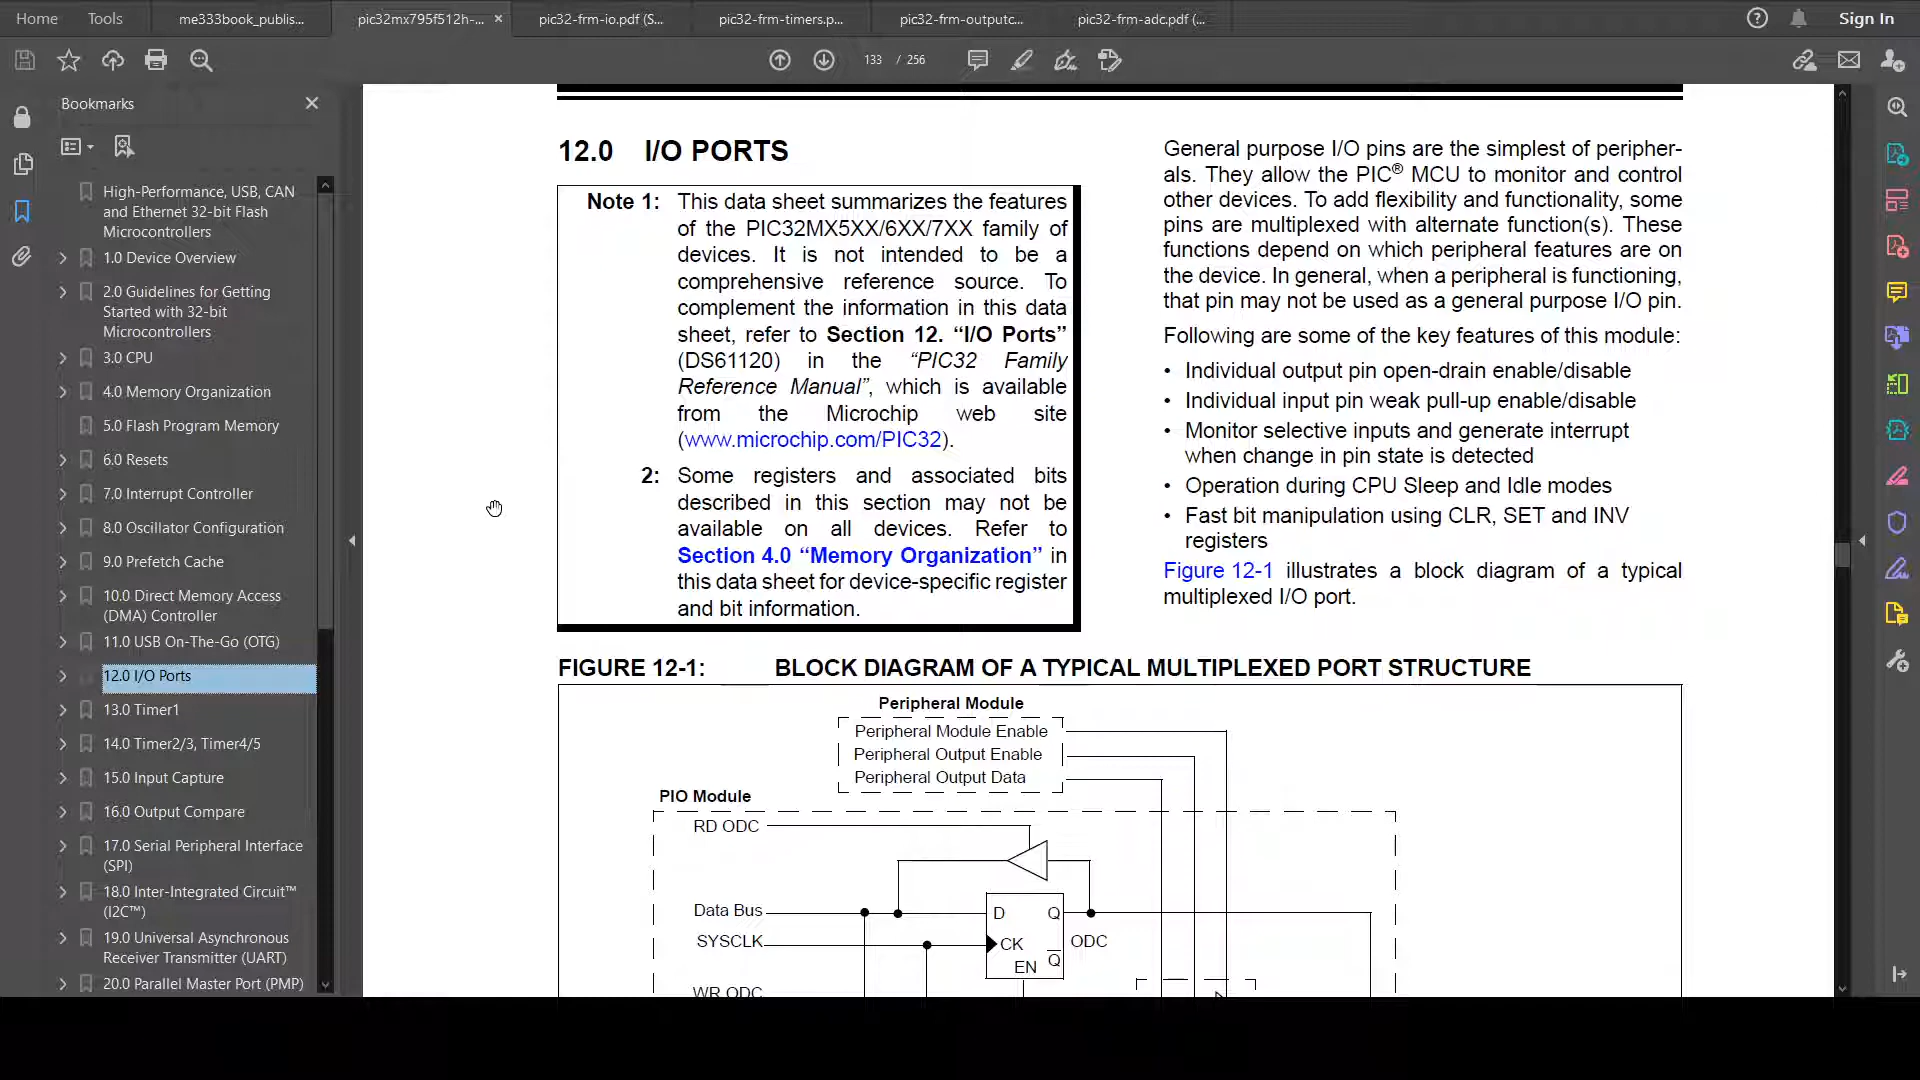 Home
Tools
me333book_publis...
pic32mx795f512h-...
pic32-frm-io.pdf (S...
pic32-frm-timers.p...
pic32-frm-outputc...
pic32-frm-adc.pdf (...
Sign In
133 / 256
Bookmarks
High-Performance, USB, CAN
and Ethernet 32-bit Flash
Microcontrollers
1.0 Device Overview
2.0 Guidelines for Getting
Started with 32-bit
Microcontrollers
3.0 CPU
4.0 Memory Organization
5.0 Flash Program Memory
6.0 Resets
7.0 Interrupt Controller
8.0 Oscillator Configuration
9.0 Prefetch Cache
10.0 Direct Memory Access
(DMA) Controller
11.0 USB On-The-Go (OTG)
12.0 I/O Ports
13.0 Timer1
14.0 Timer2/3, Timer4/5
15.0 Input Capture
16.0 Output Compare
17.0 Serial Peripheral Interface
(SPI)
18.0 Inter-Integrated Circuit™
(I2C™)
19.0 Universal Asynchronous
Receiver Transmitter (UART)
20.0 Parallel Master Port (PMP)
12.0 I/O PORTS
Note 1: This data sheet summarizes the features
of the PIC32MX5XX/6XX/7XX family of
devices. It is not intended to be a
comprehensive reference source. To
complement the information in this data
sheet, refer to Section 12. “I/O Ports”
(DS61120) in the “PIC32 Family
Reference Manual”, which is available
from the Microchip web site
(www.microchip.com/PIC32).
2: Some registers and associated bits
described in this section may not be
available on all devices. Refer to
Section 4.0 “Memory Organization” in
this data sheet for device-specific register
and bit information.
General purpose I/O pins are the simplest of peripher-
als. They allow the PIC® MCU to monitor and control
other devices. To add flexibility and functionality, some
pins are multiplexed with alternate function(s). These
functions depend on which peripheral features are on
the device. In general, when a peripheral is functioning,
that pin may not be used as a general purpose I/O pin.
Following are some of the key features of this module:
• Individual output pin open-drain enable/disable
• Individual input pin weak pull-up enable/disable
• Monitor selective inputs and generate interrupt
when change in pin state is detected
• Operation during CPU Sleep and Idle modes
• Fast bit manipulation using CLR, SET and INV
registers
Figure 12-1 illustrates a block diagram of a typical
multiplexed I/O port.
FIGURE 12-1: BLOCK DIAGRAM OF A TYPICAL MULTIPLEXED PORT STRUCTURE
Peripheral Module
Peripheral Module Enable
Peripheral Output Enable
Peripheral Output Data
PIO Module
RD ODC
Data Bus
D Q
SYSCLK
CK
ODC
Q
EN
WR ODC